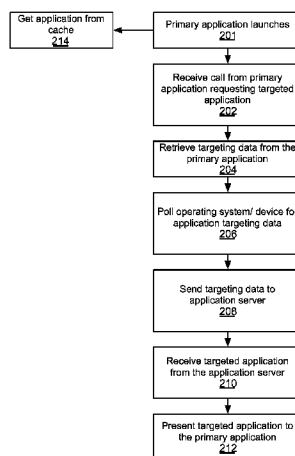 Get application from
cache
214
Primary application launches
201
Receive call from primary
application requesting targeted
application
202
Retrieve targeting data from the
primary application
204
Poll operating system/ device fo
application targeting data
206
Send targeting data to
application server
208
Receive targeted application
from the application server
210
Present targeted application to
the primary application
212